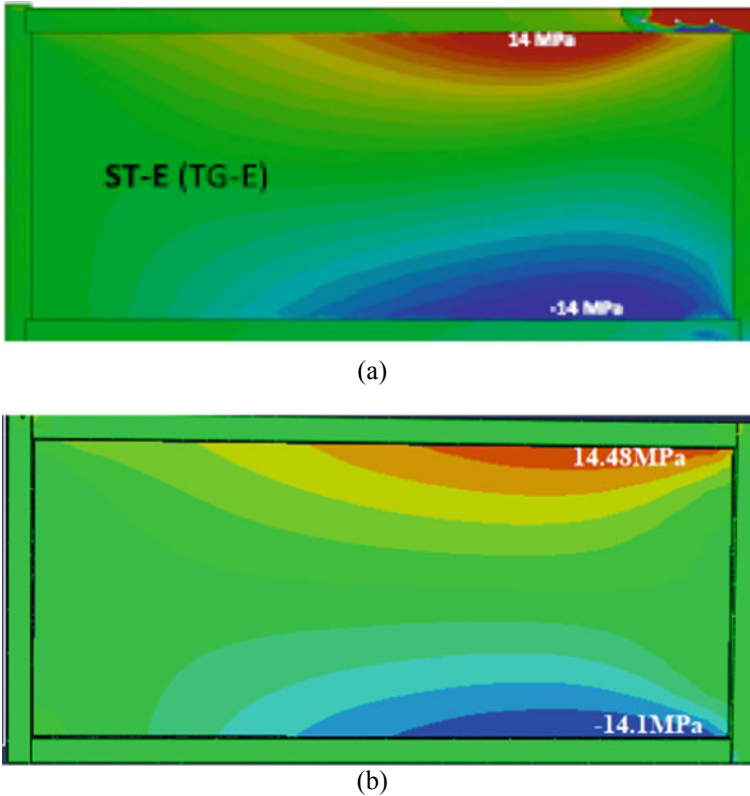 14 MPa
ST-E (TG-E)
-14 MPa
(a)
14.48MPa
-14.1MPa
(b)